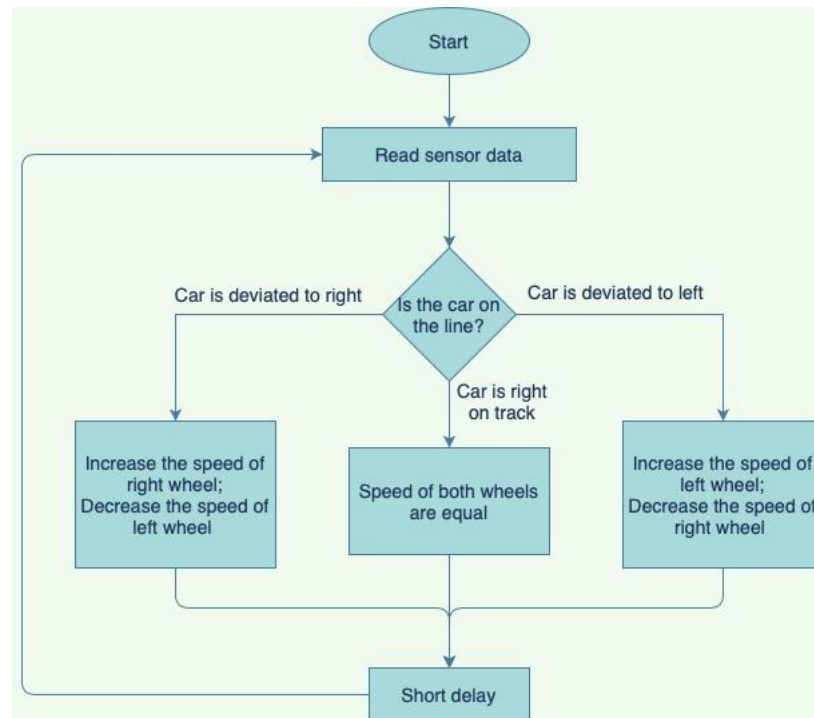 Start
Read sensor data
Car is deviated to right
Is the car on
the line?
Car is deviated to left
Car is right
on track
Increase the speed of
right wheel;
Decrease the speed of
left wheel
Speed of both wheels
are equal
Increase the speed of
left wheel;
Decrease the speed of
right wheel
Short delay